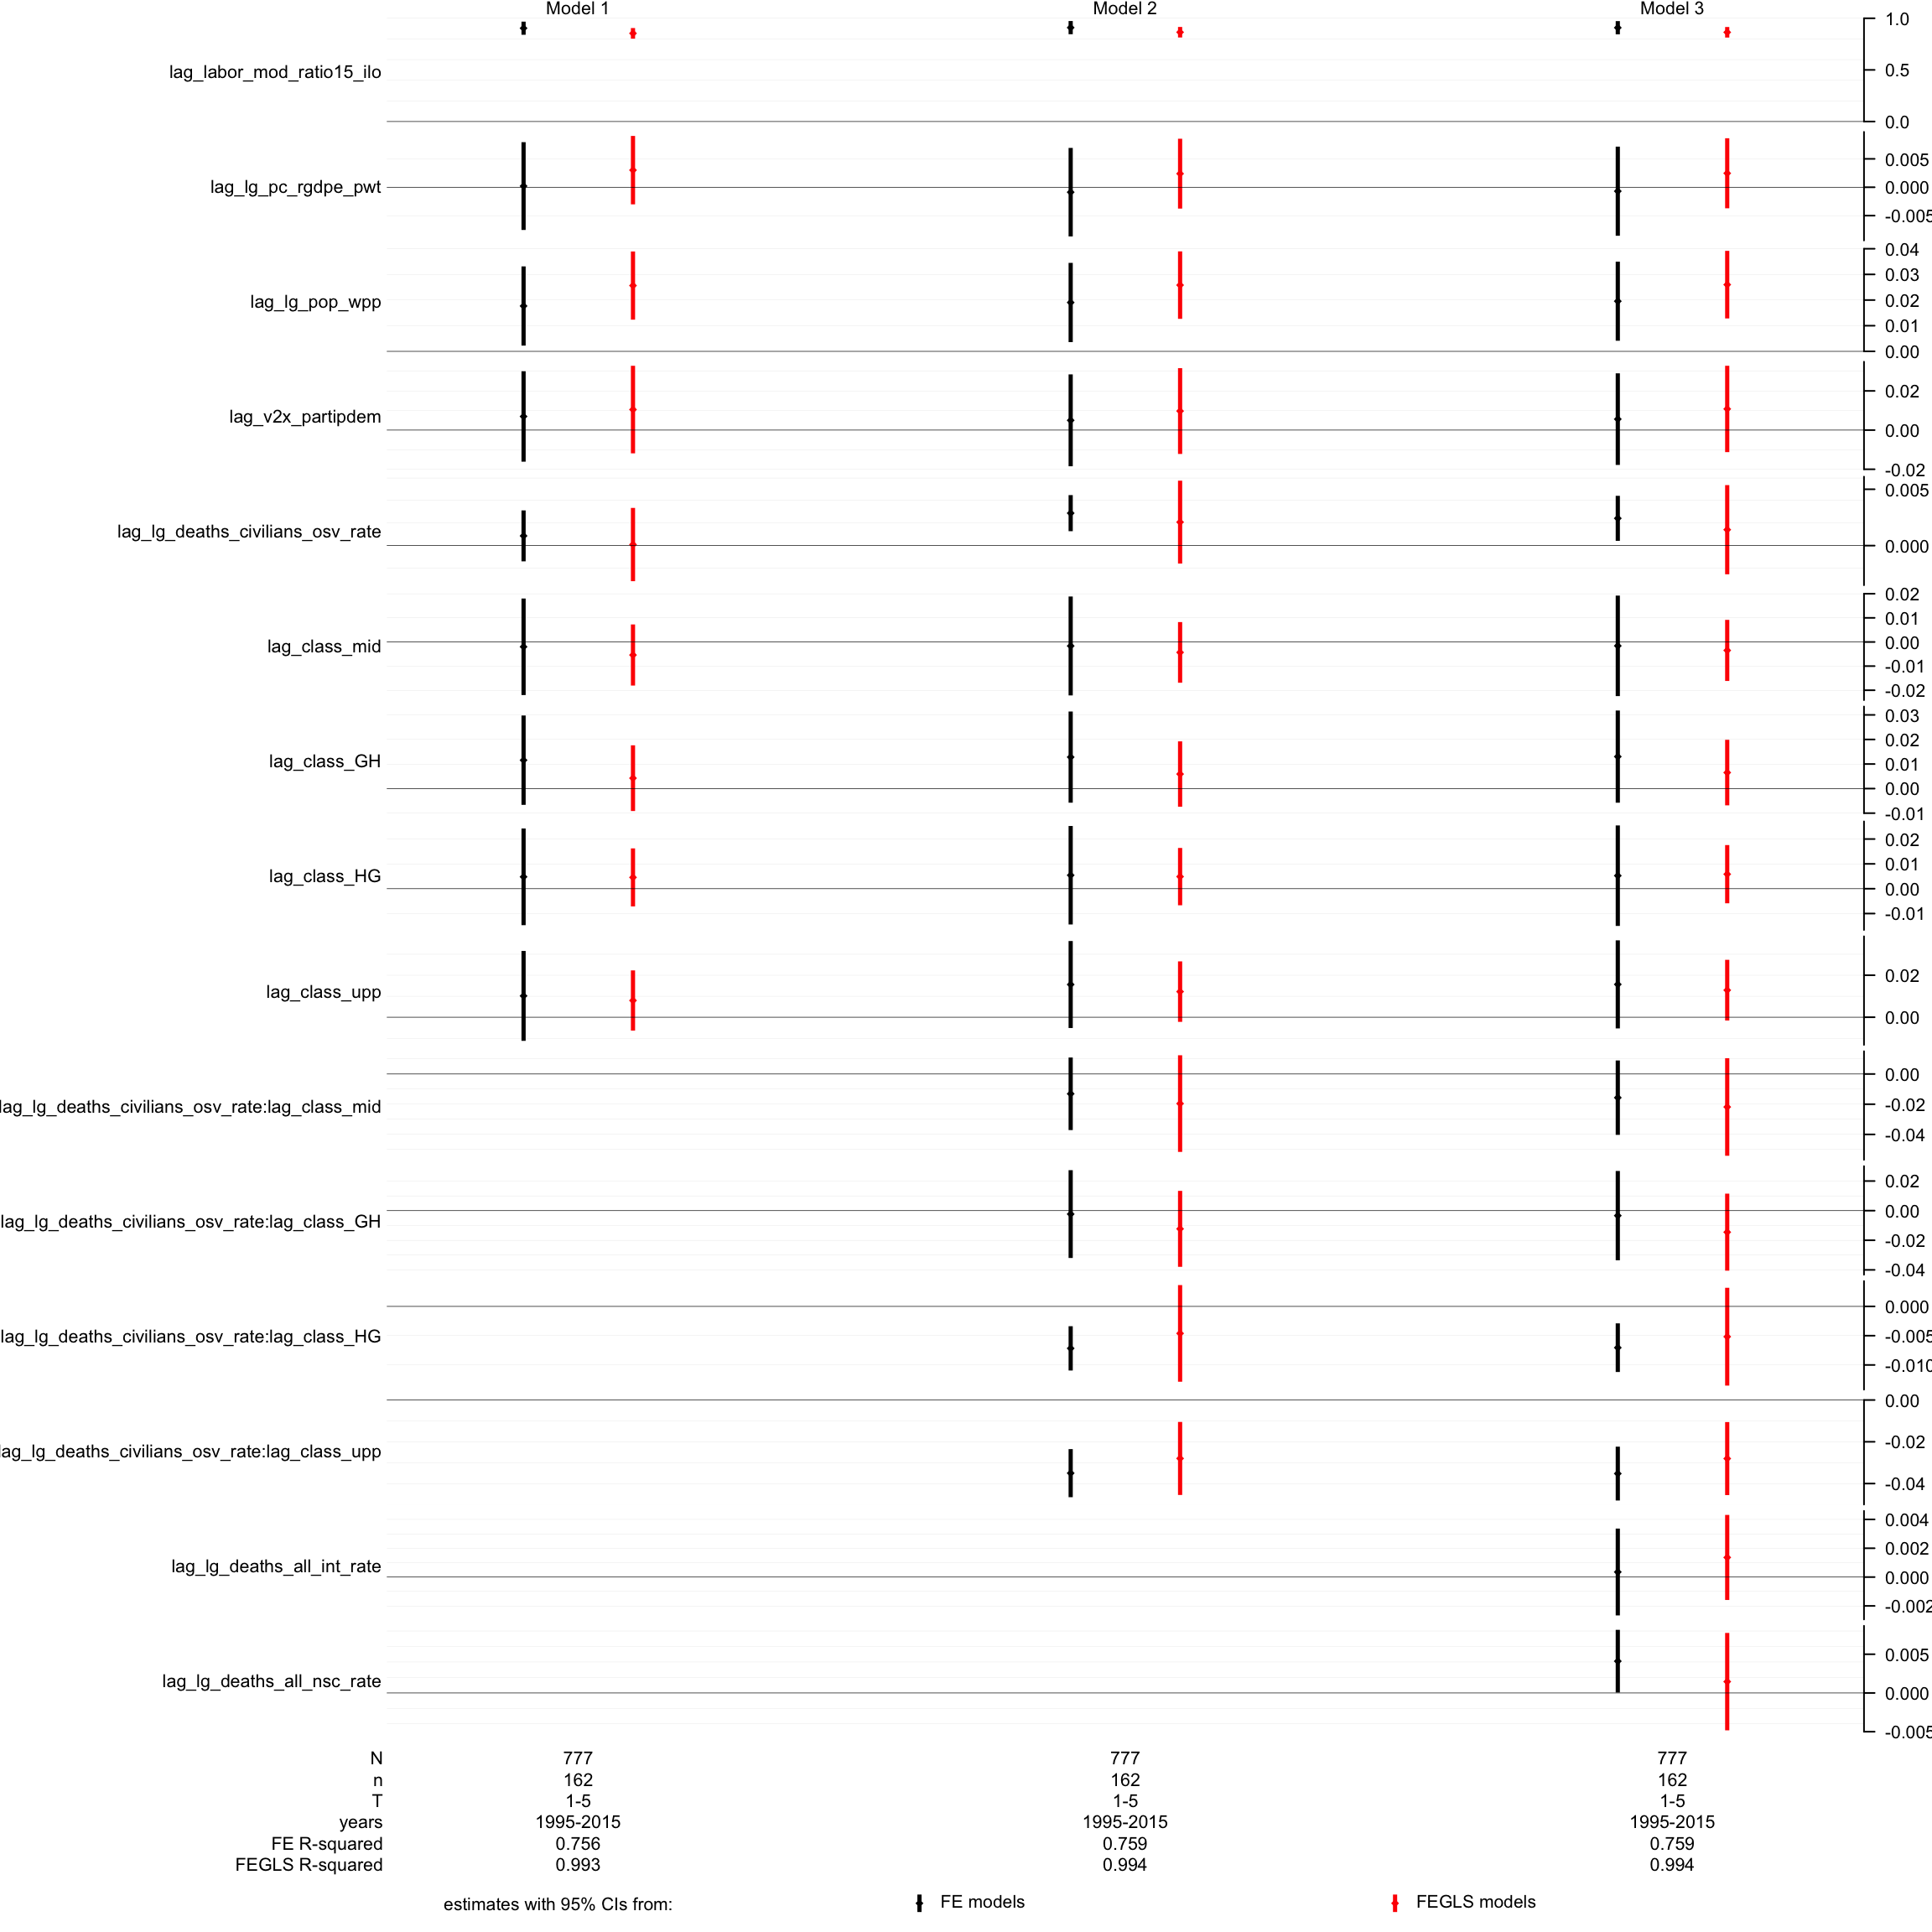 Model 1 Model 2 Model 3
1.0
lag_labor_mod_ratio15_ilo 0.5
0.0
0.005
lag_lg_pc_rgdpe_pwt 0.000
-0.005
0.04
0.03
lag_lg_pop_wpp 0.02
0.01
0.00
0.02
lag_v2x_partipdem 0.00
-0.02
0.005
lag_lg_deaths_civilians_osv_rate
0.000
0.02
0.01
lag_class_mid 0.00
-0.01
-0.02
0.03
0.02
lag_class_GH 0.01
0.00
-0.01
0.02
0.01
lag_class_HG 0.00
-0.01
0.02
lag_class_upp
0.00
0.00
lag_lg_deaths_civilians_osv_rate:lag_class_mid -0.02
-0.04
0.02
0.00
lag_lg_deaths_civilians_osv_rate:lag_class_GH
-0.02
-0.04
0.000
lag_lg_deaths_civilians_osv_rate:lag_class_HG -0.005
-0.010
0.00
-0.02
lag_lg_deaths_civilians_osv_rate:lag_class_upp
-0.04
0.004
0.002
lag_lg_deaths_all_int_rate
0.000
-0.002
0.005
lag_lg_deaths_all_nsc_rate
0.000
-0.005
N 777 777 777
n 162 162 162
T 1-5 1-5 1-5
years 1995-2015 1995-2015 1995-2015
FE R-squared 0.756 0.759 0.759
FEGLS R-squared 0.993 0.994 0.994
estimates with 95% CIs from: FE models FEGLS models